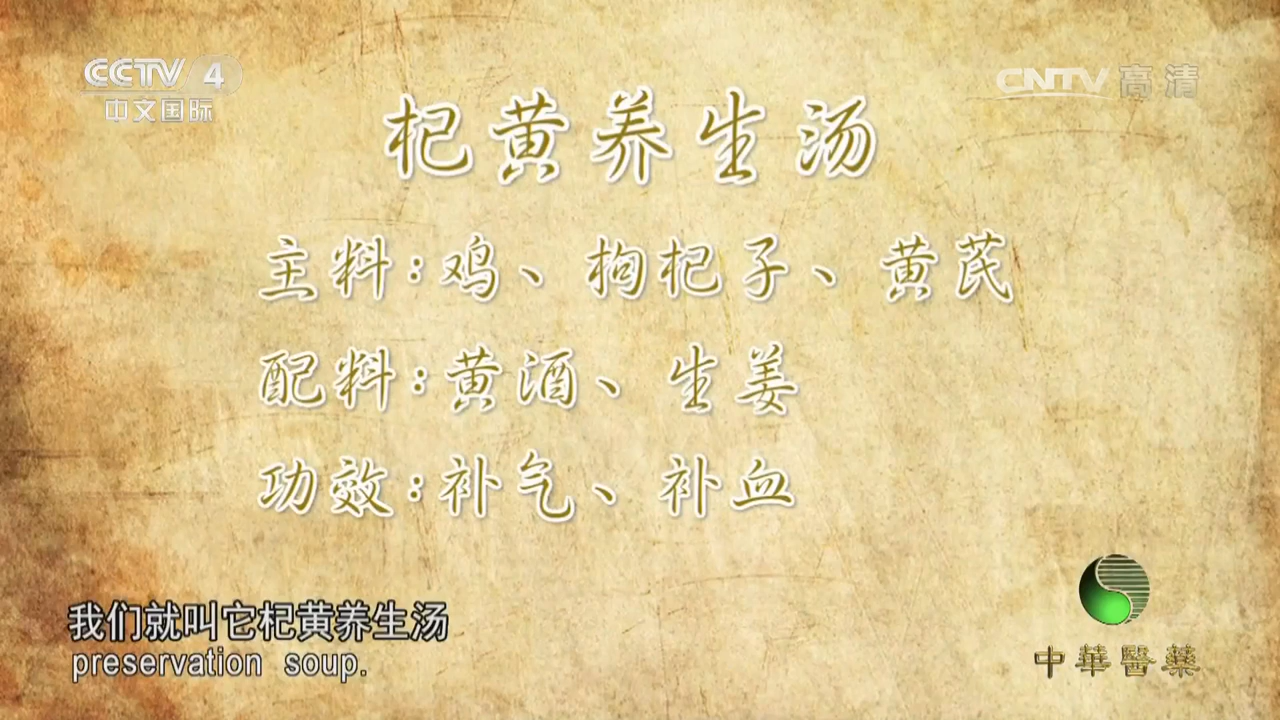 CCTV 4
中文国际
CNTV 高清
杞黄养生汤
主料:鸡、枸杞子、黄芪
配料:黄酒、生姜
功效:补气、补血
我们就叫它杞黄养生汤
preservation soup.
中華醫藥